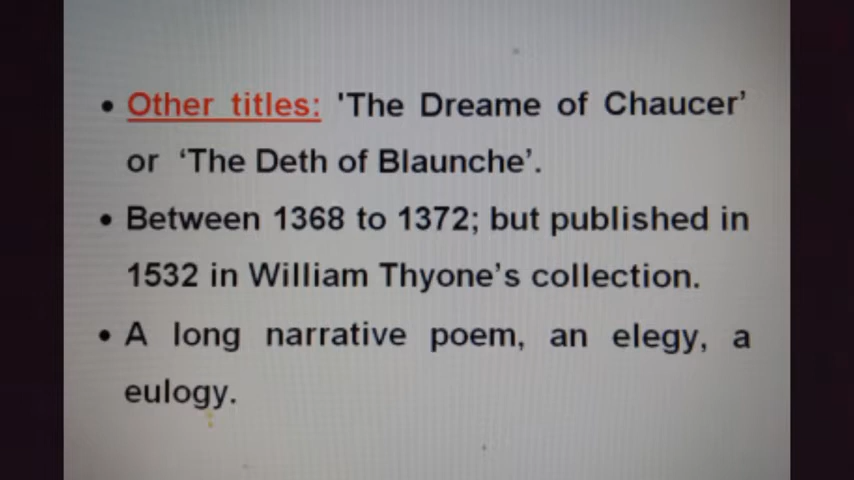 • Other titles: 'The Dreame of Chaucer’
or ‘The Deth of Blaunche’.
• Between 1368 to 1372; but published in
1532 in William Thyone’s collection.
• A long narrative poem, an elegy, a
eulogy.